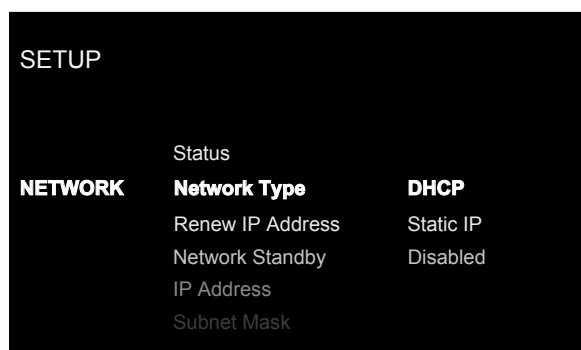 SETUP
Status
NETWORK Network Type DHCP
Renew IP Address Static IP
Network Standby Disabled
IP Address
Subnet Mask